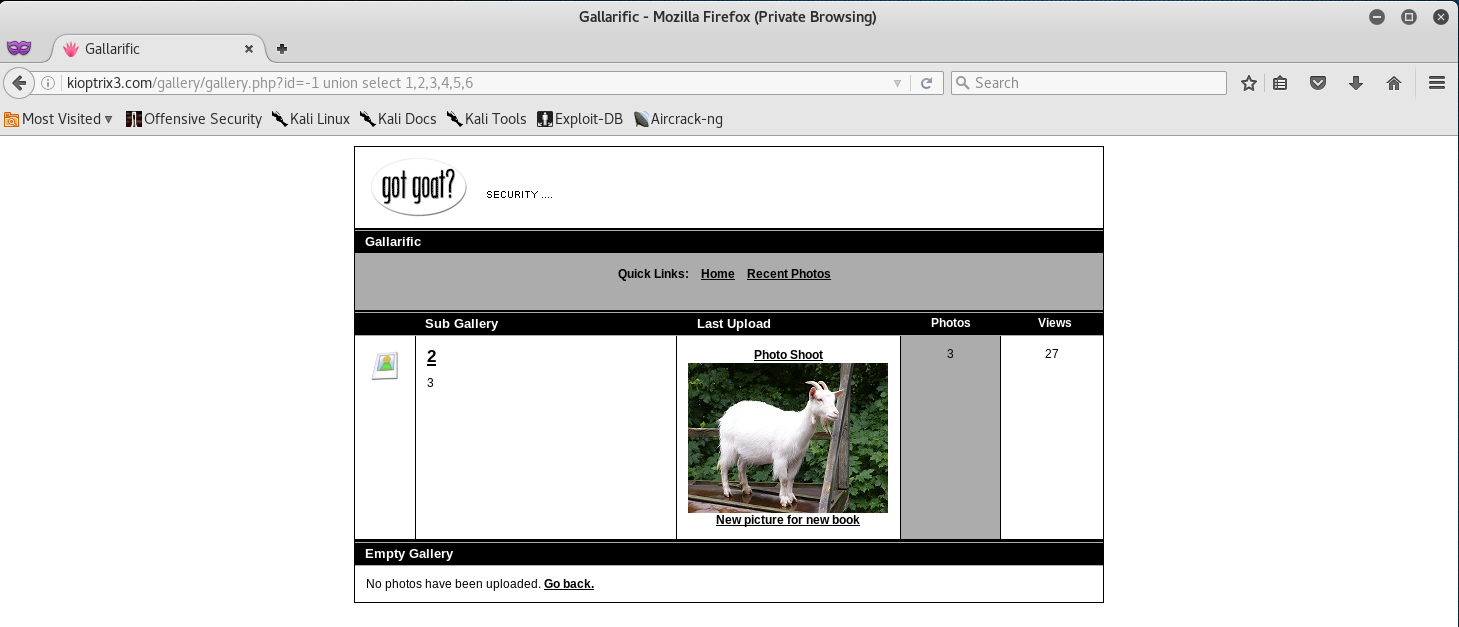 Gallarific - Mozilla Firefox (Private Browsing)
Gallarific
kioptrix3.com/gallery/gallery.php?id=-1 union select 1,2,3,4,5,6
Search
Most Visited
Offensive Security
Kali Linux
Kali Docs
Kali Tools
Exploit-DB
Aircrack-ng
got goat?
SECURITY ....
Gallarific
Quick Links: Home Recent Photos
Sub Gallery Last Upload Photos Views
2
3
Photo Shoot
New picture for new book
3
27
Empty Gallery
No photos have been uploaded. Go back.